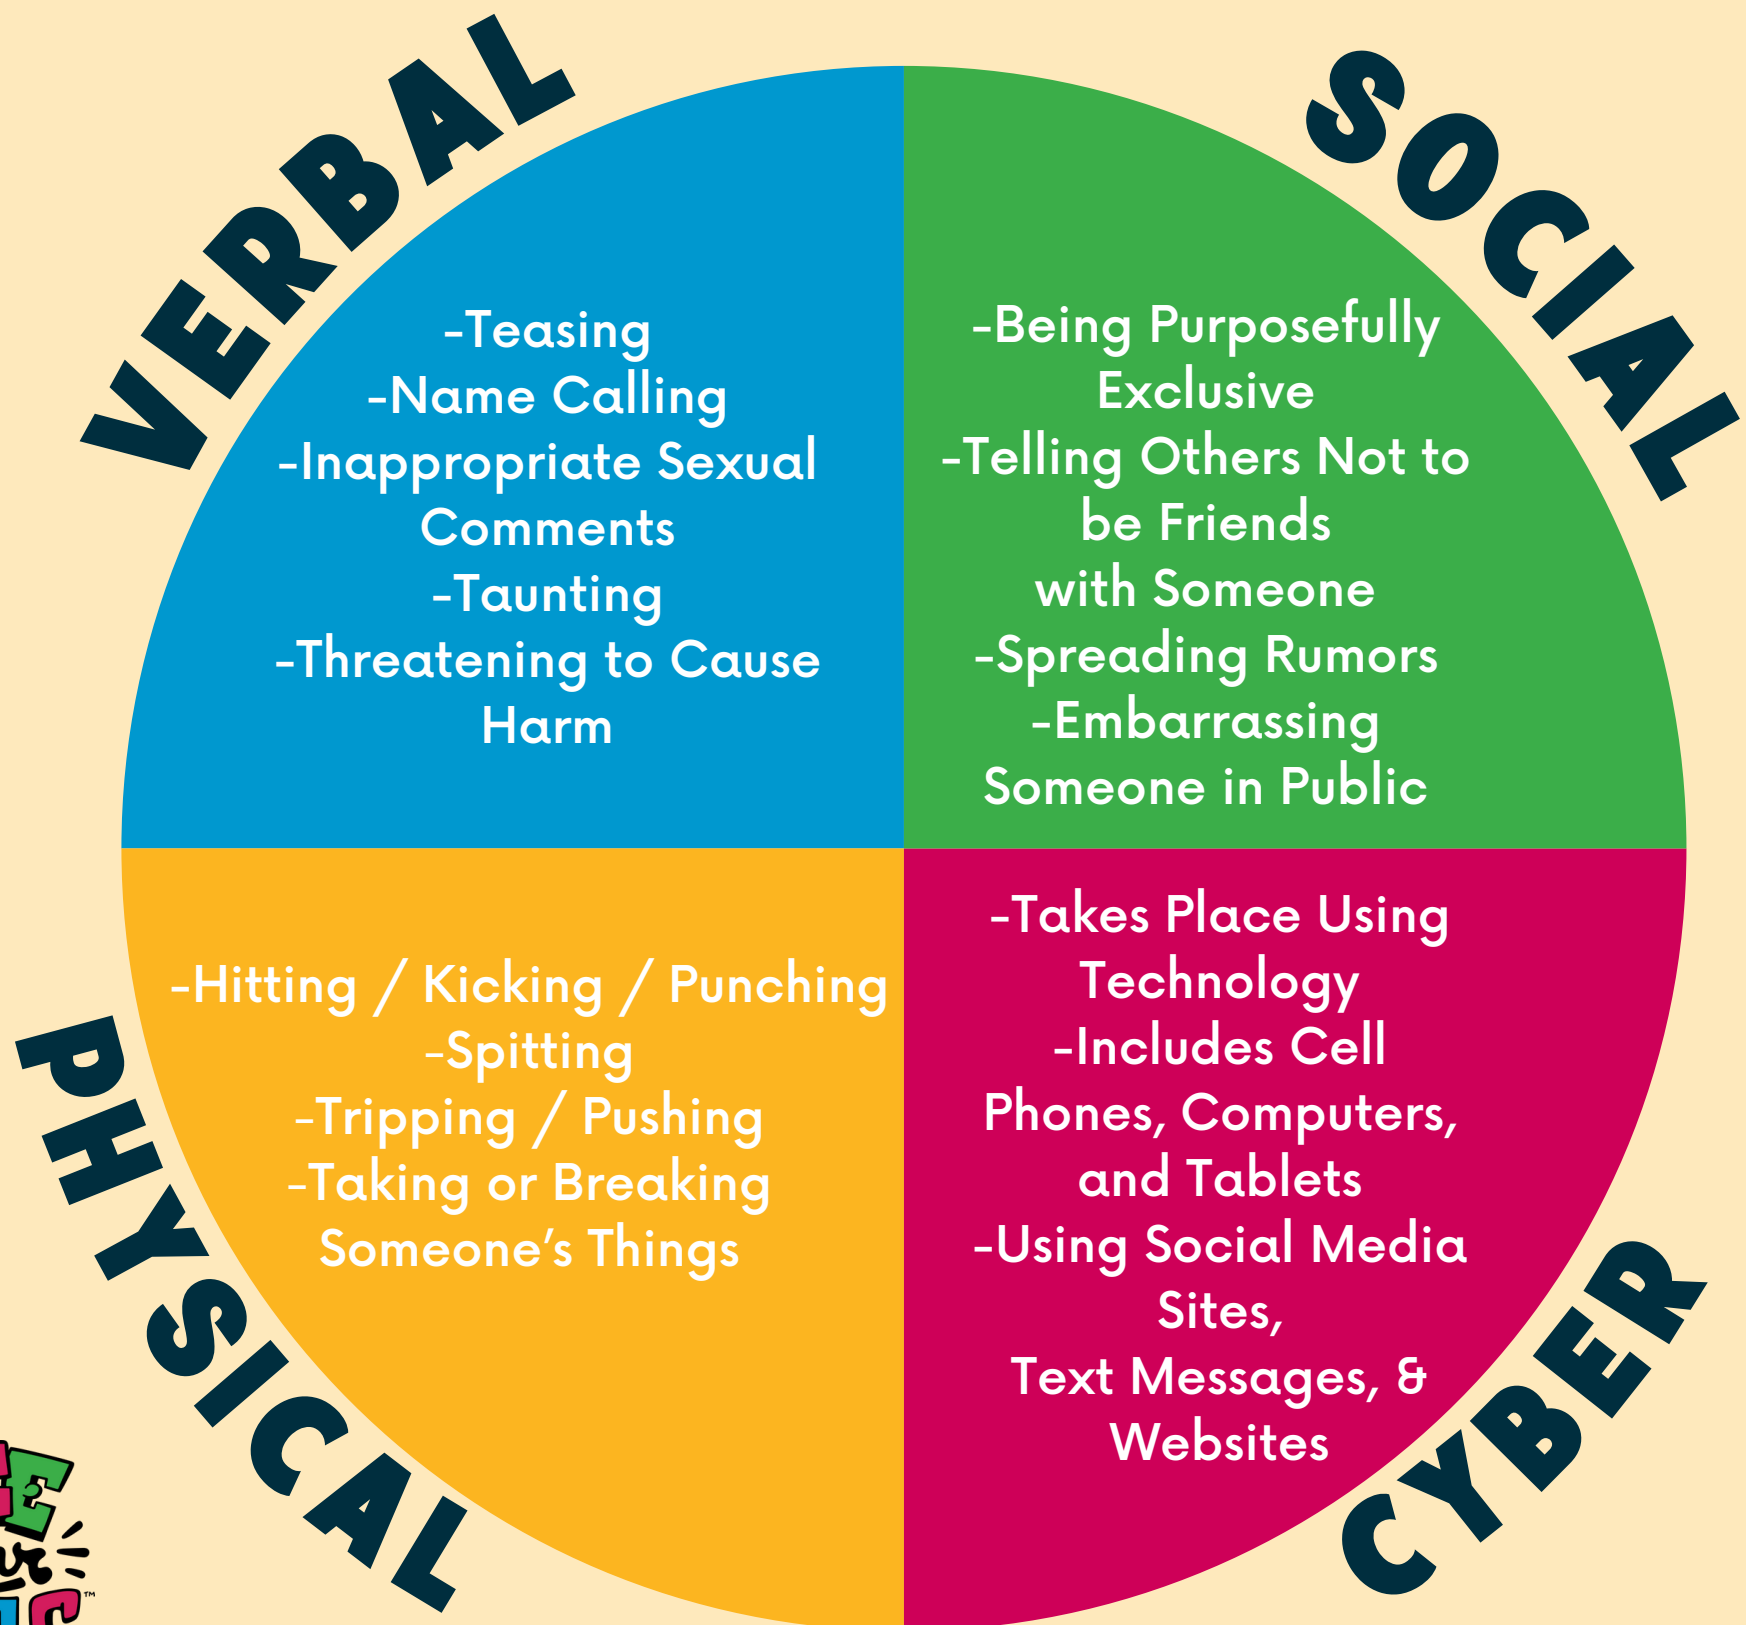 VERBAL
-Teasing
-Name Calling
-Inappropriate Sexual
Comments
-Taunting
-Threatening to Cause
Harm
SOCIAL
-Being Purposefully
Exclusive
-Telling Others Not to
be Friends
with Someone
-Spreading Rumors
-Embarrassing
Someone in Public
PHYSICAL
-Hitting / Kicking / Punching
-Spitting
-Tripping / Pushing
-Taking or Breaking
Someone's Things
CYBER
-Takes Place Using
Technology
-Includes Cell
Phones, Computers,
and Tablets
-Using Social Media
Sites,
Text Messages, &
Websites
TM